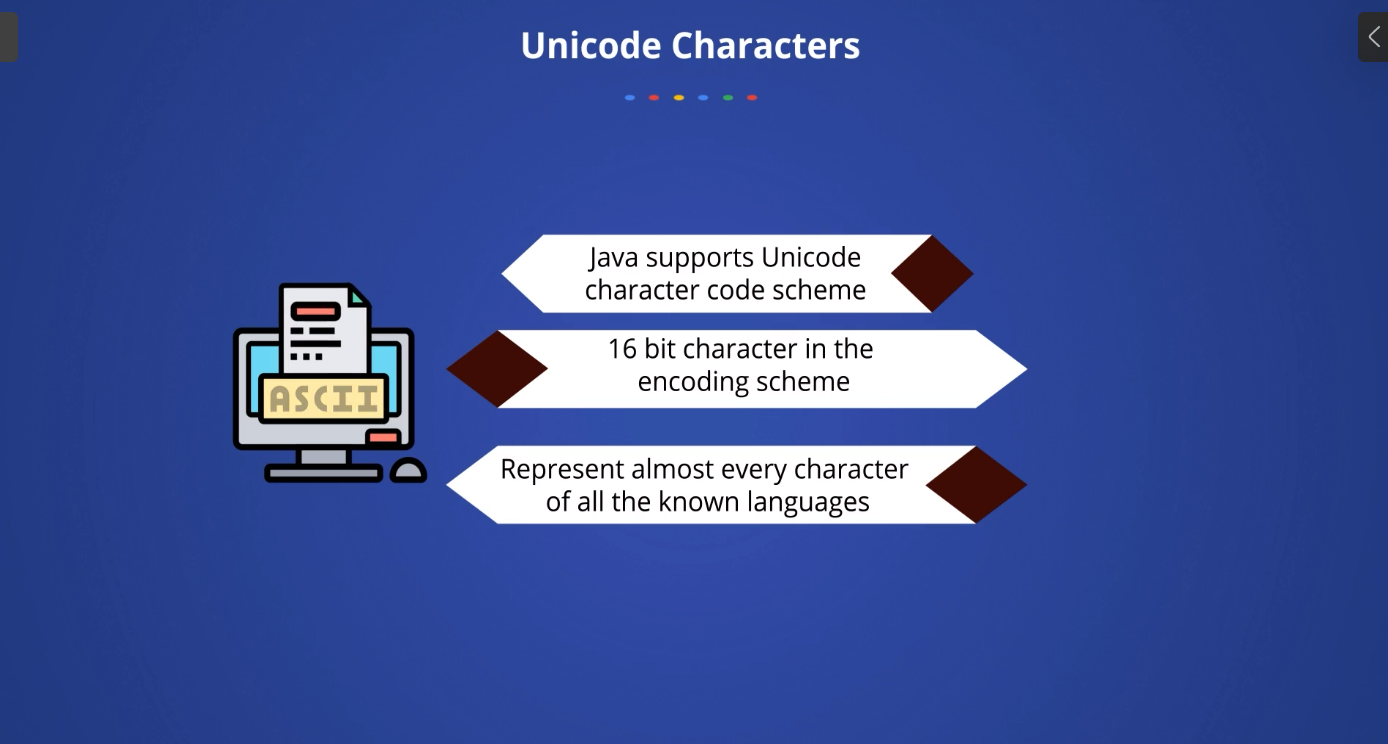 Unicode Characters
Java supports Unicode
character code scheme
16 bit character in the
encoding scheme
ASCII
Represent almost every character
of all the known languages